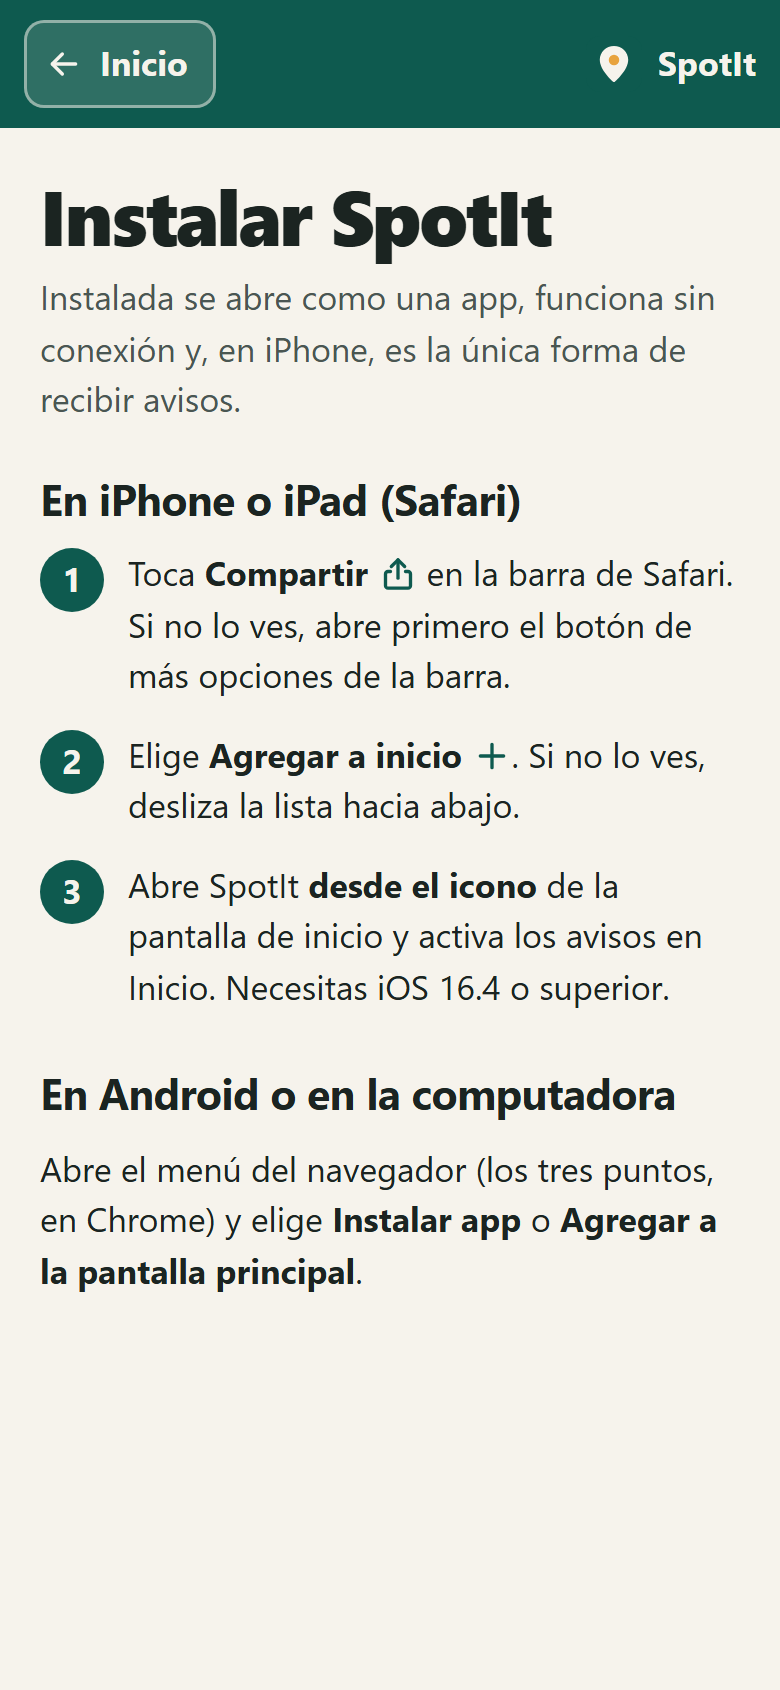 Inicio
SpotIt
Instalar SpotIt
Instalada se abre como una app, funciona sin
conexión y, en iPhone, es la única forma de
recibir avisos.
En iPhone o iPad (Safari)
1
Toca Compartir en la barra de Safari.
Si no lo ves, abre primero el botón de
más opciones de la barra.
2
Elige Agregar a inicio +. Si no lo ves,
desliza la lista hacia abajo.
3
Abre SpotIt desde el icono de la
pantalla de inicio y activa los avisos en
Inicio. Necesitas iOS 16.4 o superior.
En Android o en la computadora
Abre el menú del navegador (los tres puntos,
en Chrome) y elige Instalar app o Agregar a
la pantalla principal.